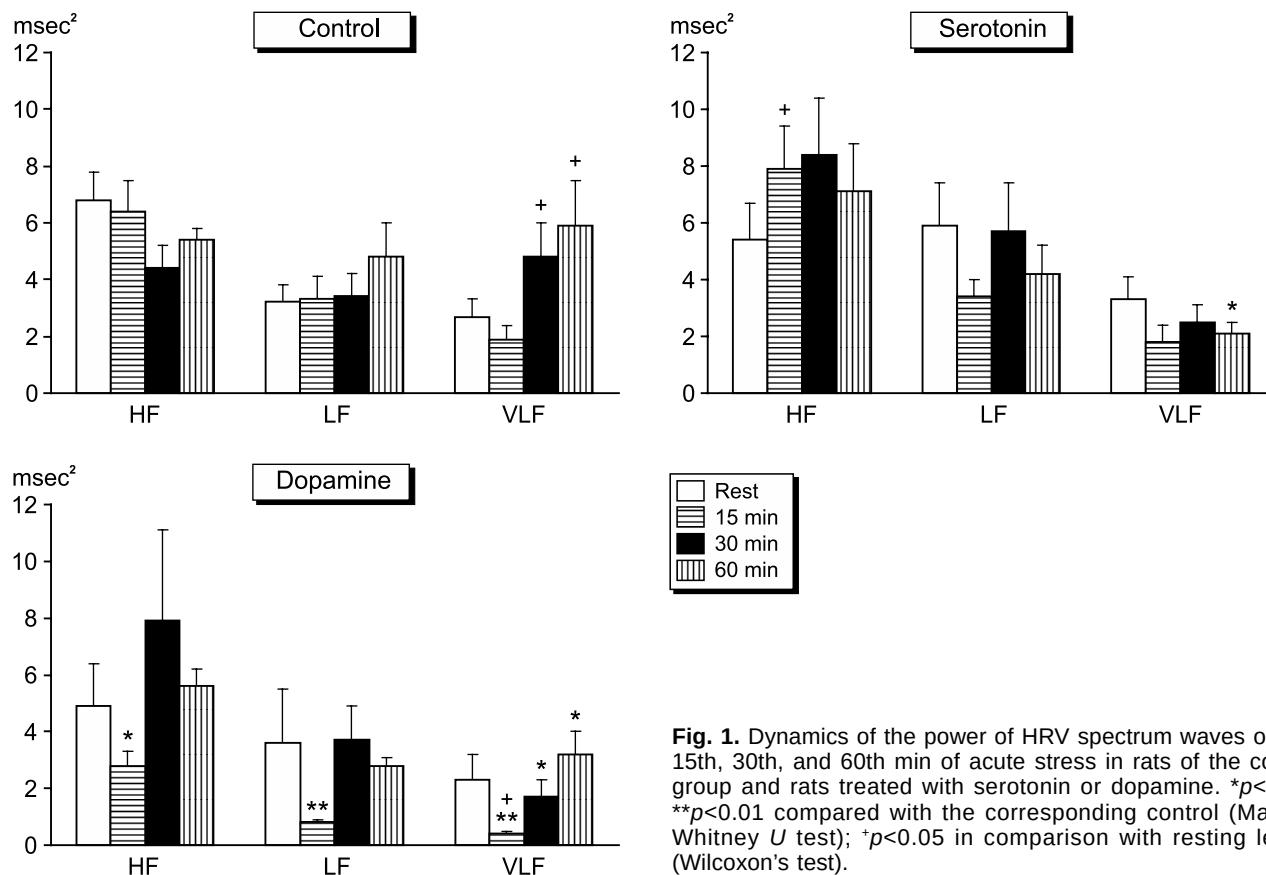 msec²
Control
12
10
8
6
4
2
0
+
+
HF
LF
VLF
msec²
Serotonin
12
10
8
6
4
2
0
+
*
HF
LF
VLF
msec²
Dopamine
12
10
8
6
4
2
0
*
**
+
**
*
*
HF
LF
VLF
Rest
15 min
30 min
60 min
Fig. 1. Dynamics of the power of HRV spectrum waves o
15th, 30th, and 60th min of acute stress in rats of the co
group and rats treated with serotonin or dopamine. *p<
**p<0.01 compared with the corresponding control (Ma
Whitney U test); ⁺p<0.05 in comparison with resting le
(Wilcoxon's test).